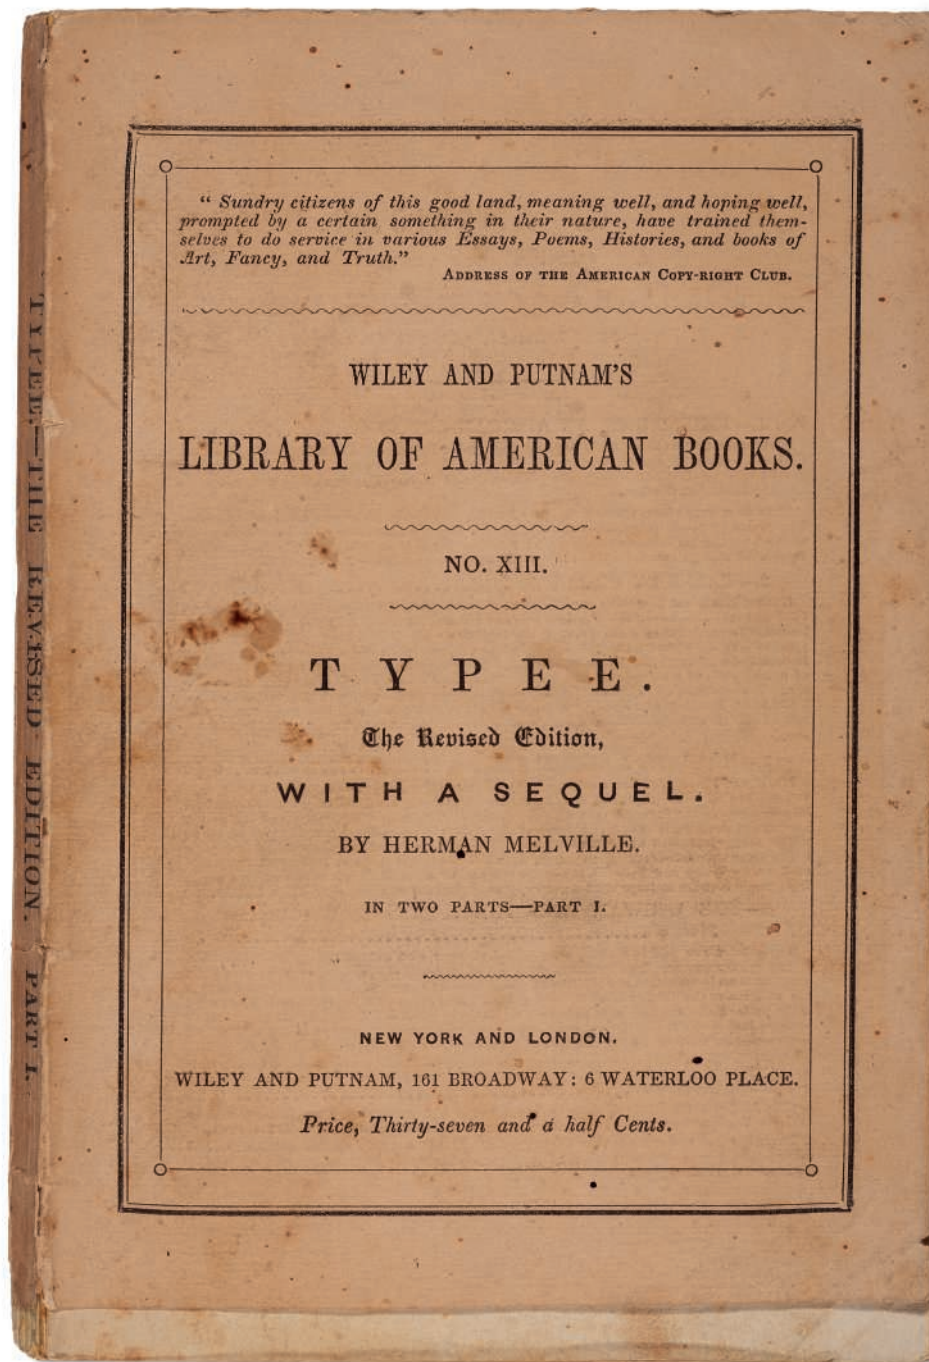 “ Sundry citizens of this good land, meaning well, and hoping well,
prompted by a certain something in their nature, have trained them-
selves to do service in various Essays, Poems, Histories, and books of
Art, Fancy, and Truth.”
ADDRESS OF THE AMERICAN COPY-RIGHT CLUB.
WILEY AND PUTNAM'S
LIBRARY OF AMERICAN BOOKS.
NO. XIII.
TYPEE.
The Revised Edition,
WITH A SEQUEL.
BY HERMAN MELVILLE.
IN TWO PARTS—PART I.
NEW YORK AND LONDON.
WILEY AND PUTNAM, 161 BROADWAY: 6 WATERLOO PLACE.
Price, Thirty-seven and a half Cents.
TYPEE.—THE REVISED EDITION. PART I.